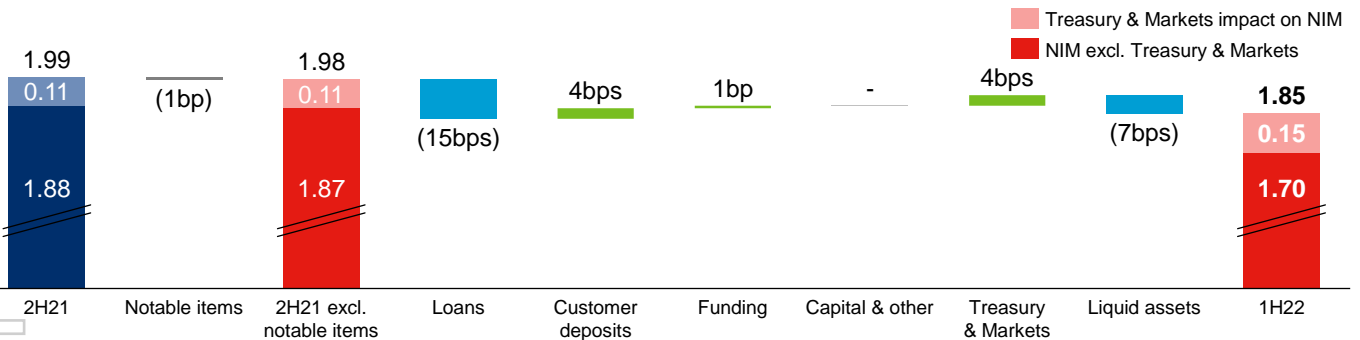 Treasury & Markets impact on NIM
NIM excl. Treasury & Markets
1.99
0.11
1.88
(1bp)
1.98
0.11
1.87
(15bps)
4bps
1bp
-
4bps
(7bps)
1.85
0.15
1.70
2H21
Notable items
2H21 excl.
notable items
Loans
Customer
deposits
Funding
Capital & other
Treasury
& Markets
Liquid assets
1H22